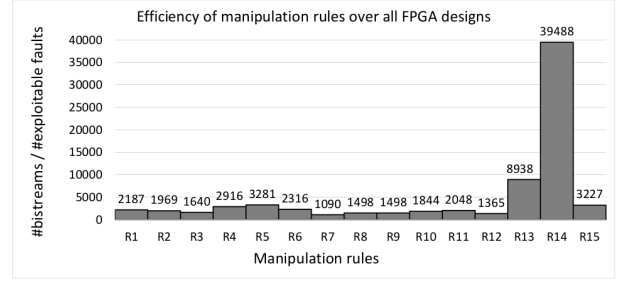 Efficiency of manipulation rules over all FPGA designs
#bistreams / #exploitable faults
40000
35000
30000
25000
20000
15000
10000
5000
0
2187 1969 1640 2916 3281 2316 1090 1498 1498 1844 2048 1365 8938 39488 3227
R1 R2 R3 R4 R5 R6 R7 R8 R9 R10 R11 R12 R13 R14 R15
Manipulation rules